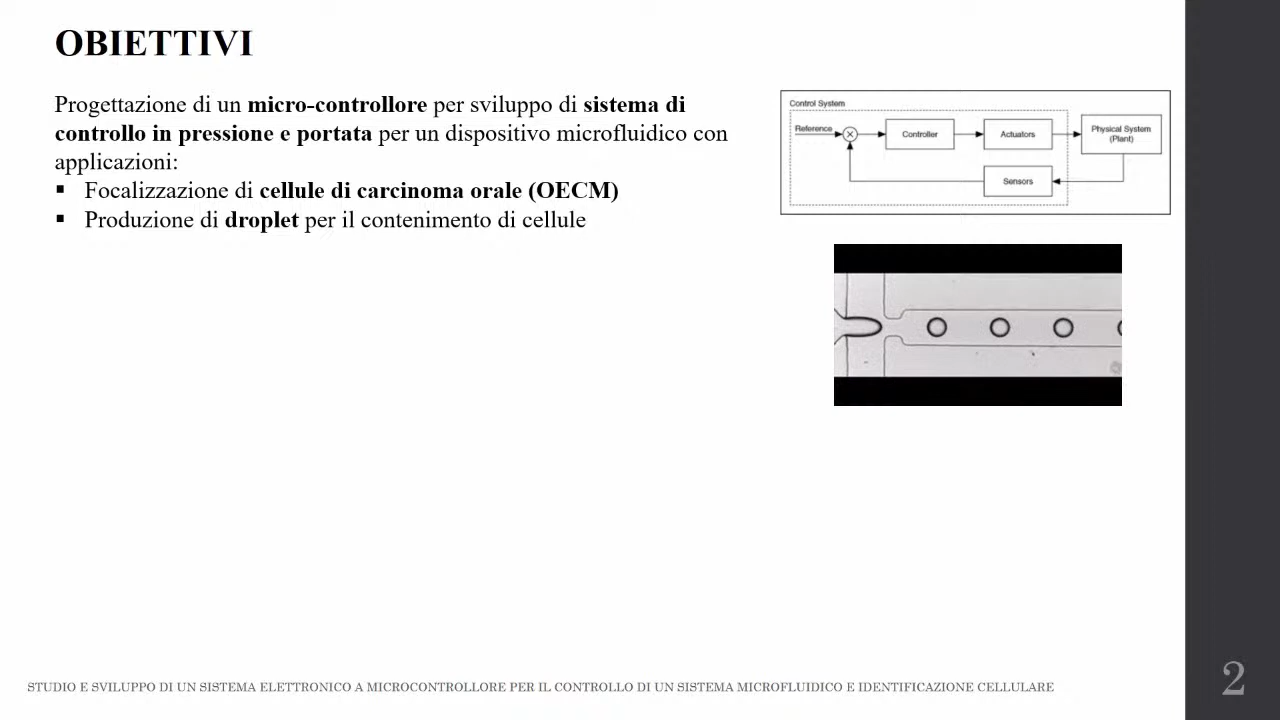 OBIETTIVI
Progettazione di un micro-controllore per sviluppo di sistema di
controllo in pressione e portata per un dispositivo microfluidico con
applicazioni:
▪ Focalizzazione di cellule di carcinoma orale (OECM)
▪ Produzione di droplet per il contenimento di cellule
Control System
Reference
Controller
Actuators
Physical System
(Plant)
Sensors
STUDIO E SVILUPPO DI UN SISTEMA ELETTRONICO A MICROCONTROLLORE PER IL CONTROLLO DI UN SISTEMA MICROFLUIDICO E IDENTIFICAZIONE CELLULARE
2